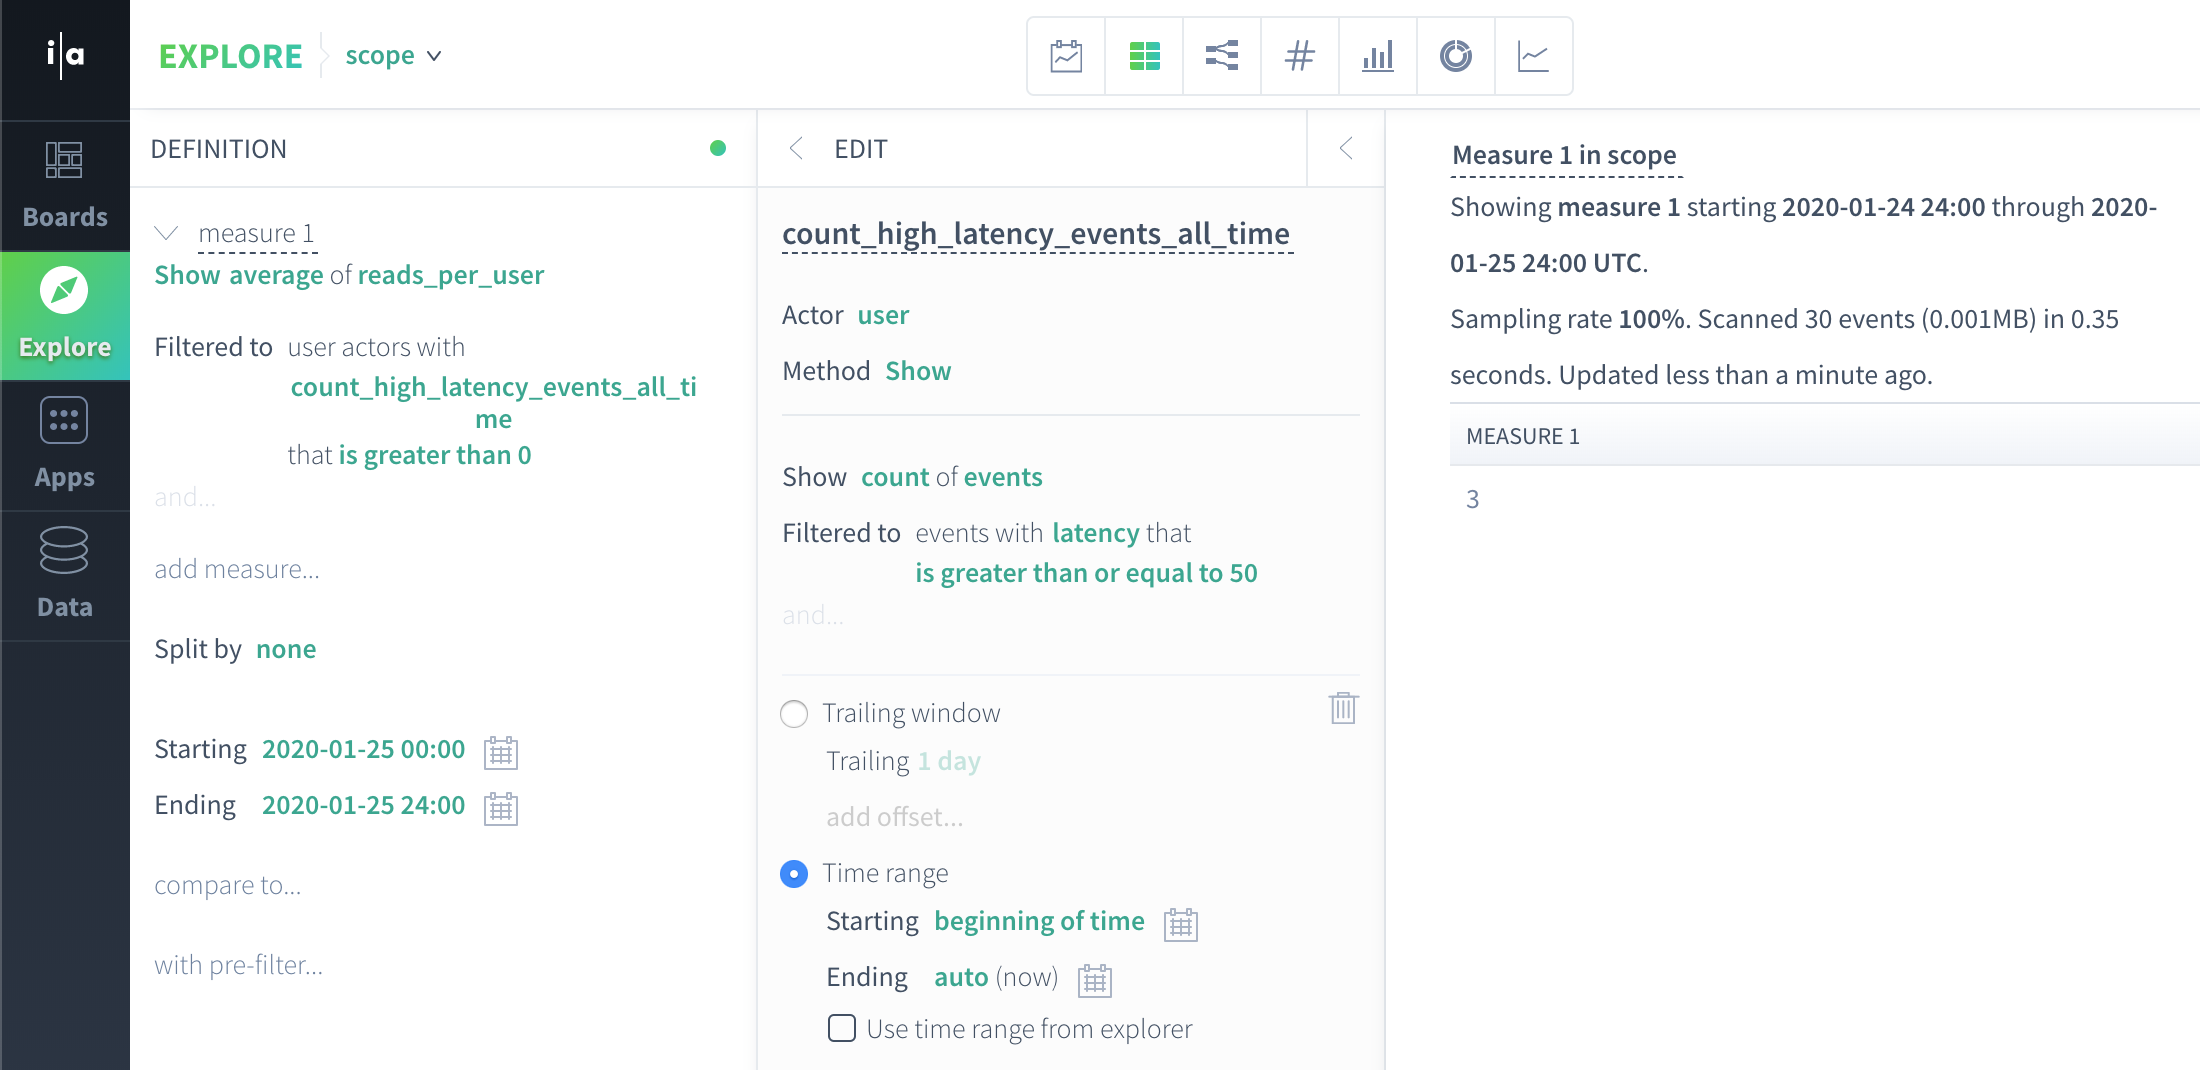 i|a
EXPLORE
scope
Boards
Explore
Apps
Data
DEFINITION
measure 1
Show average of reads_per_user
Filtered to user actors with
count_high_latency_events_all_ti
me
that is greater than 0
and...
add measure...
Split by none
Starting 2020-01-25 00:00
Ending 2020-01-25 24:00
compare to...
with pre-filter...
EDIT
count_high_latency_events_all_time
Actor user
Method Show
Show count of events
Filtered to events with latency that
is greater than or equal to 50
and...
Trailing window
Trailing 1 day
add offset...
Time range
Starting beginning of time
Ending auto (now)
Use time range from explorer
Measure 1 in scope
Showing measure 1 starting 2020-01-24 24:00 through 2020-
01-25 24:00 UTC.
Sampling rate 100%. Scanned 30 events (0.001MB) in 0.35
seconds. Updated less than a minute ago.
MEASURE 1
3